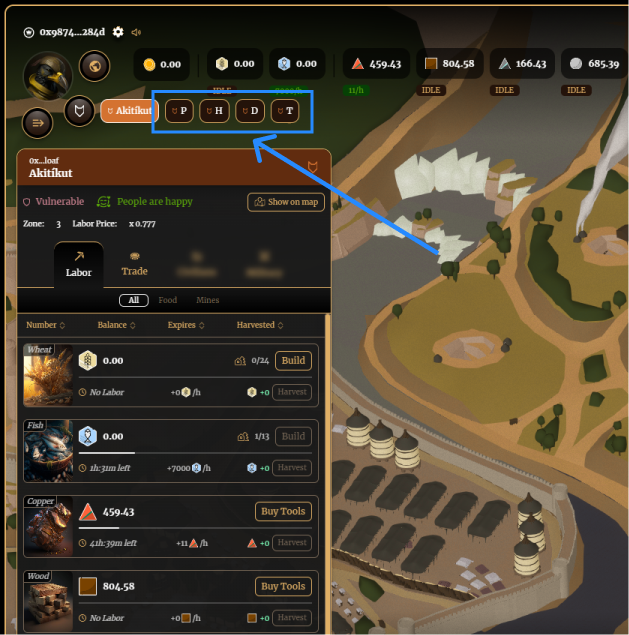 0x9874...284d
0.00 0.00 0.00 459.43 804.58 166.43 685.39
11/h IDLE IDLE IDLE
Akitíkut P H D T
0x...loaf
Akitíkut
Vulnerable People are happy Show on map
Zone: 3 Labor Price: x 0.777
Labor Trade
All Food Mines
Number Balance Expires Harvested
Wheat
0.00 0/24 Build
No Labor +0/h +0 Harvest
Fish
0.00 1/13 Build
1h:31m left +7000/h +0 Harvest
Copper
459.43 Buy Tools
41h:39m left +11/h +0 Harvest
Wood
804.58 Buy Tools
No Labor +0/h +0 Harvest